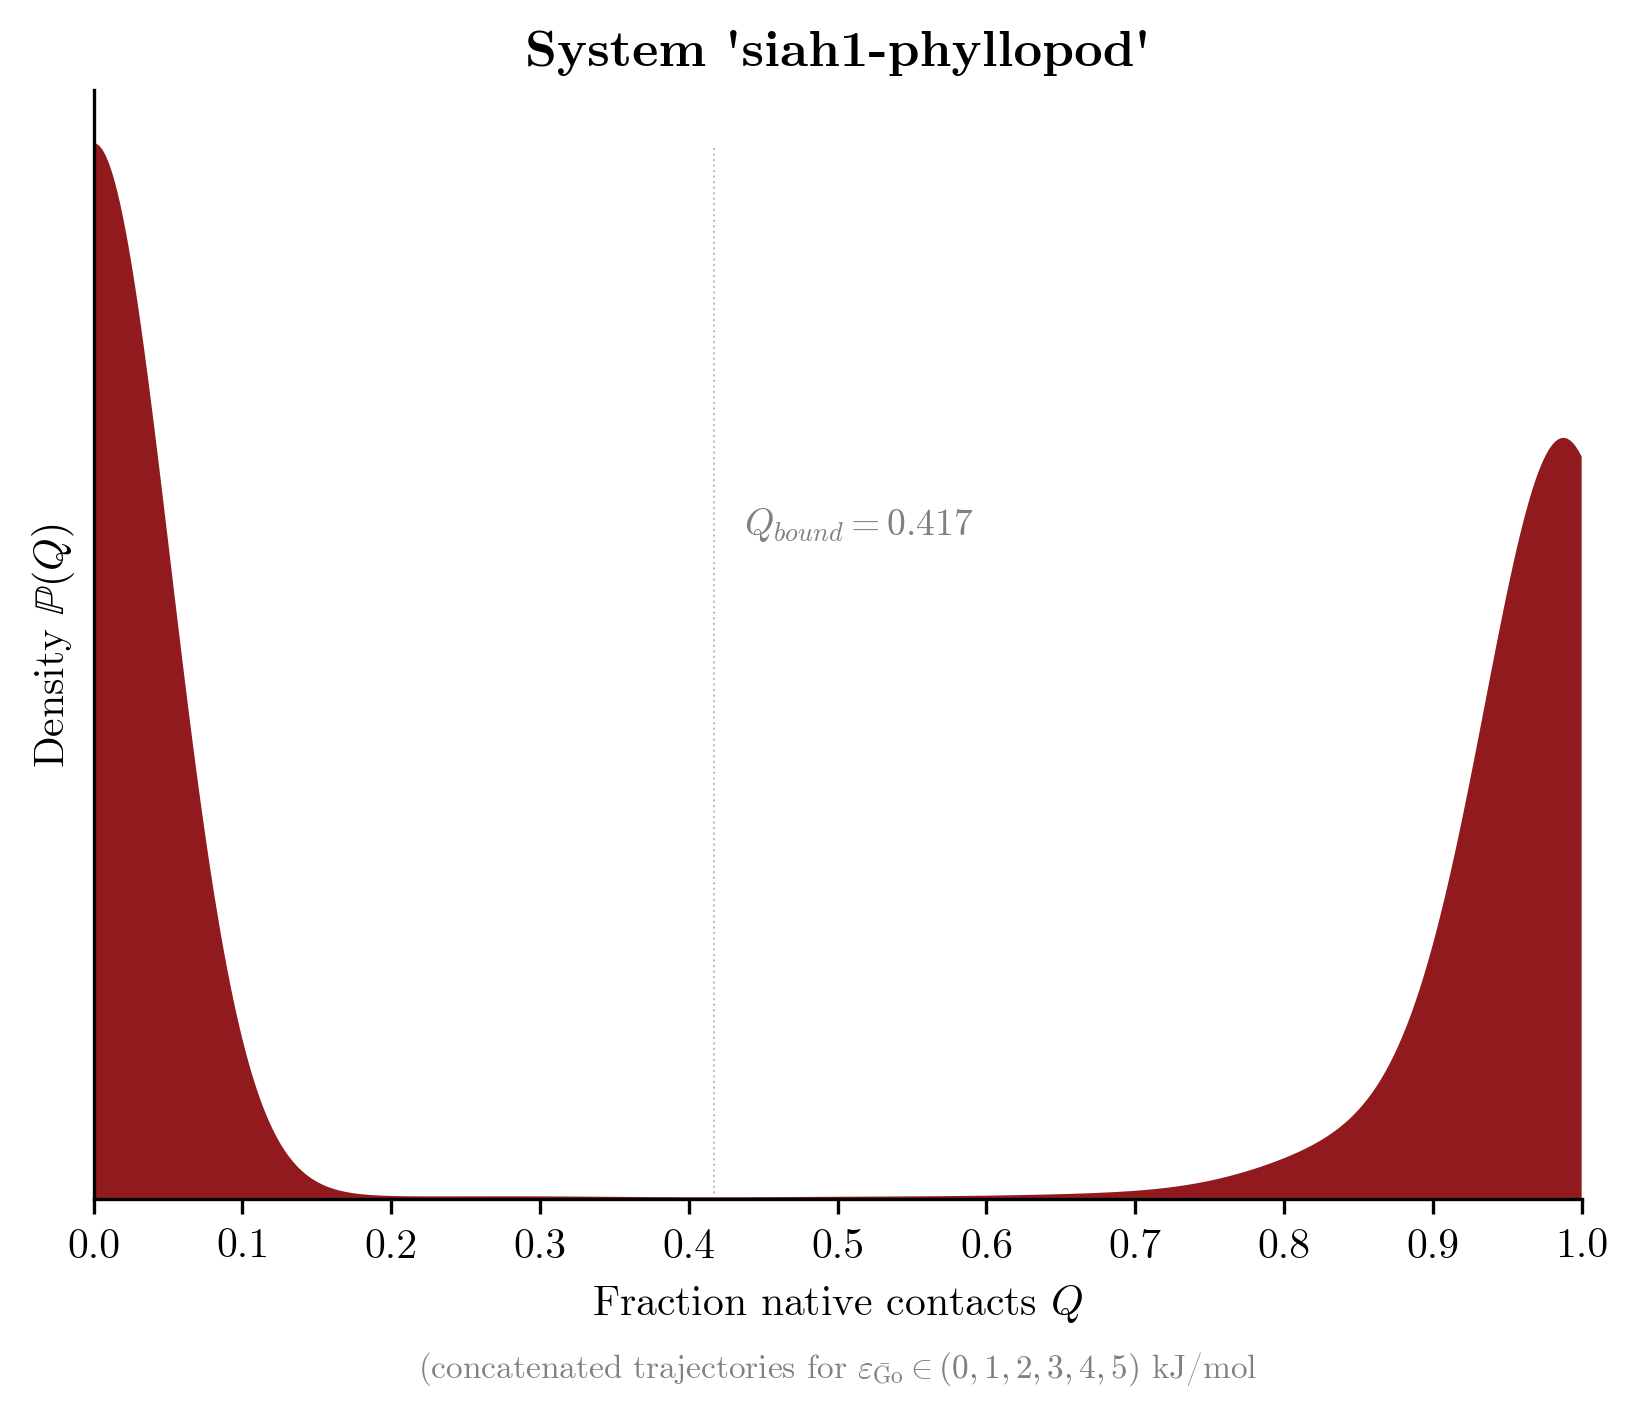 System 'siah1-phyllopod'
Density ℙ(Q)
Q_bound = 0.417
0.0 0.1 0.2 0.3 0.4 0.5 0.6 0.7 0.8 0.9 1.0
Fraction native contacts Q
(concatenated trajectories for ε_Ḡo ∈ (0, 1, 2, 3, 4, 5) kJ/mol